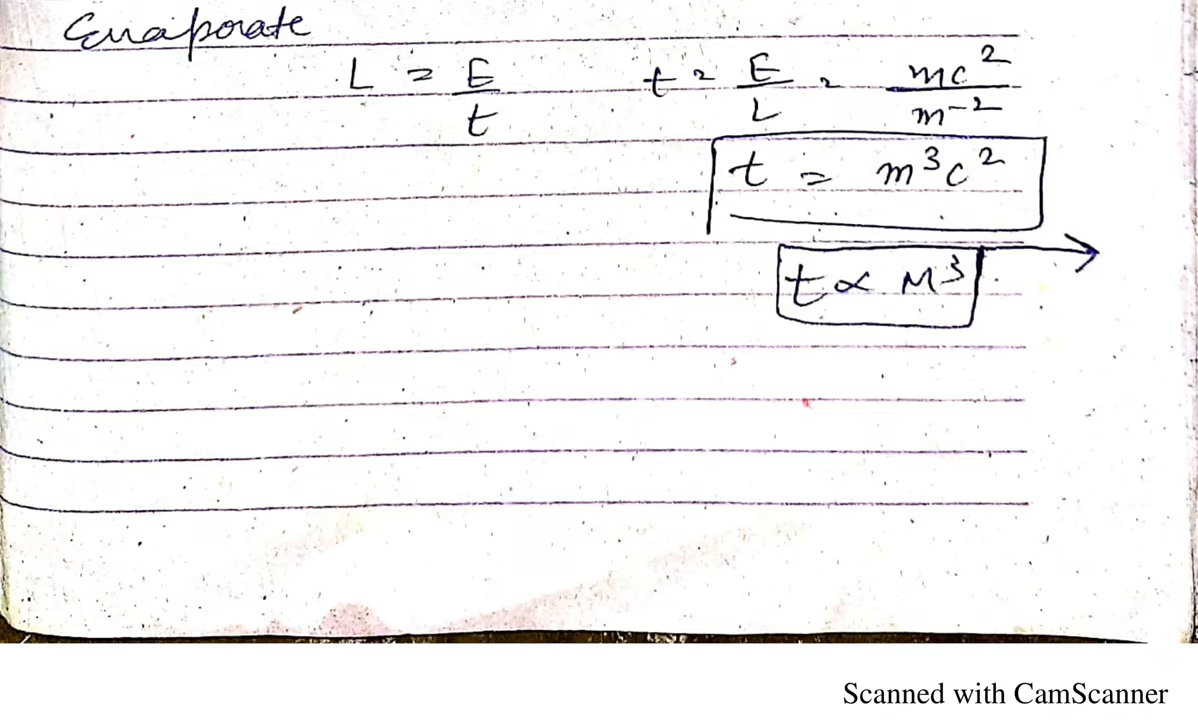 Evaporate
L = E/t t = E/L = mc²/m⁻²
t = m³c²
t ∝ M³
Scanned with CamScanner